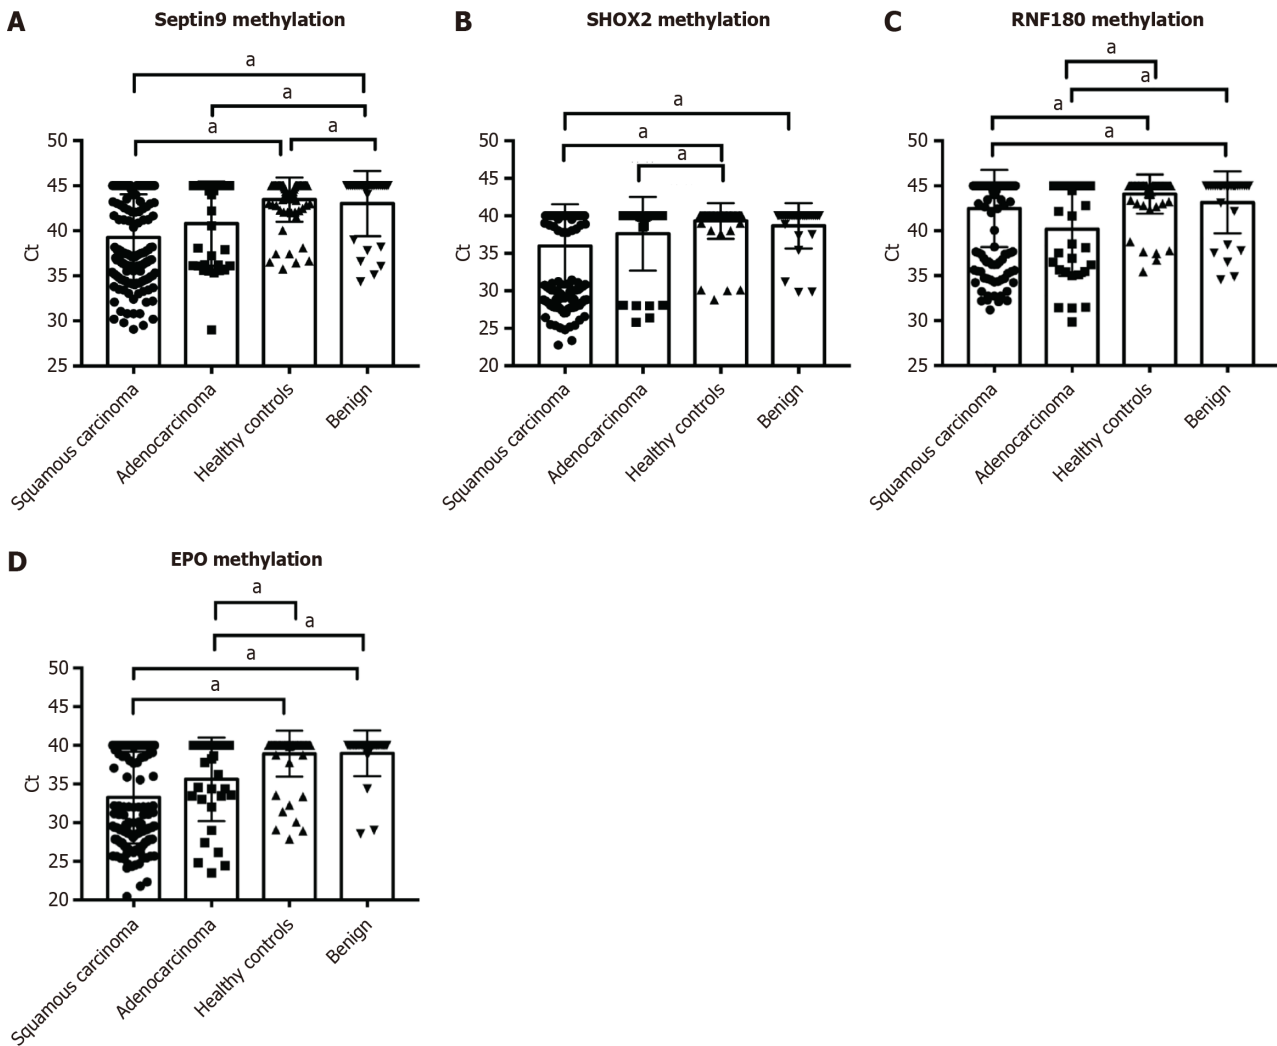 A
Septin9 methylation
a
a
a
a
50
45
40
35
30
25
Ct
Squamous carcinoma
Adenocarcinoma
Healthy controls
Benign
B
SHOX2 methylation
a
a
a
50
45
40
35
30
25
20
Ct
Squamous carcinoma
Adenocarcinoma
Healthy controls
Benign
C
RNF180 methylation
a
a
a
a
50
45
40
35
30
25
Ct
Squamous carcinoma
Adenocarcinoma
Healthy controls
Benign
D
EPO methylation
a
a
a
a
50
45
40
35
30
25
20
Ct
Squamous carcinoma
Adenocarcinoma
Healthy controls
Benign